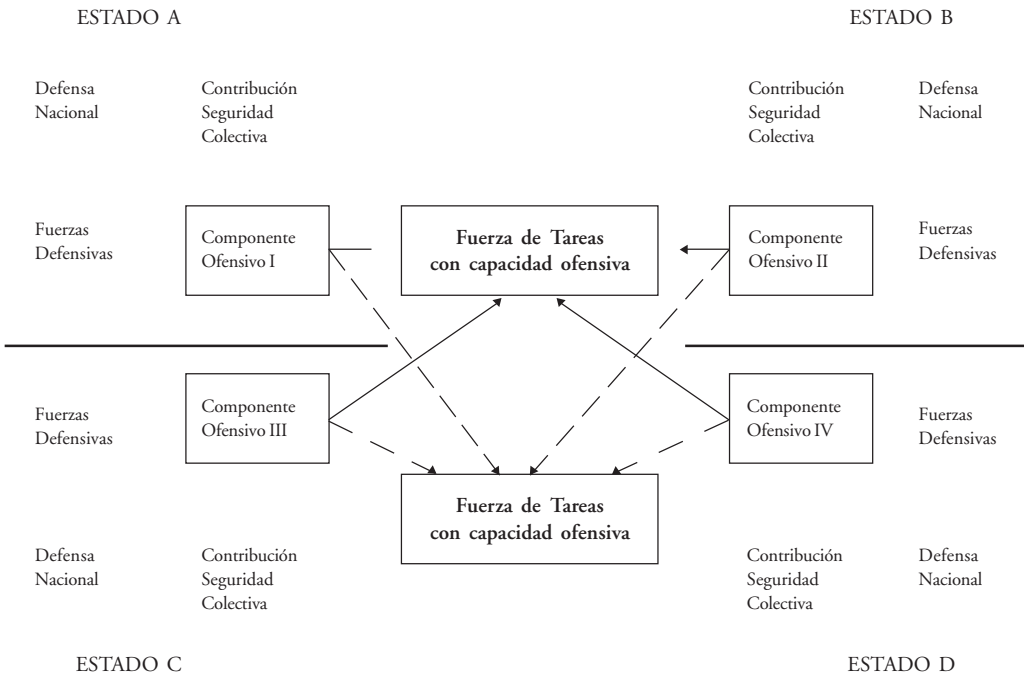 ESTADO A
ESTADO B
Defensa
Nacional
Contribución
Seguridad
Colectiva
Contribución
Seguridad
Colectiva
Defensa
Nacional
Fuerzas
Defensivas
Componente
Ofensivo I
Fuerza de Tareas
con capacidad ofensiva
Componente
Ofensivo II
Fuerzas
Defensivas
Fuerzas
Defensivas
Componente
Ofensivo III
Componente
Ofensivo IV
Fuerzas
Defensivas
Fuerza de Tareas
con capacidad ofensiva
Defensa
Nacional
Contribución
Seguridad
Colectiva
Contribución
Seguridad
Colectiva
Defensa
Nacional
ESTADO C
ESTADO D